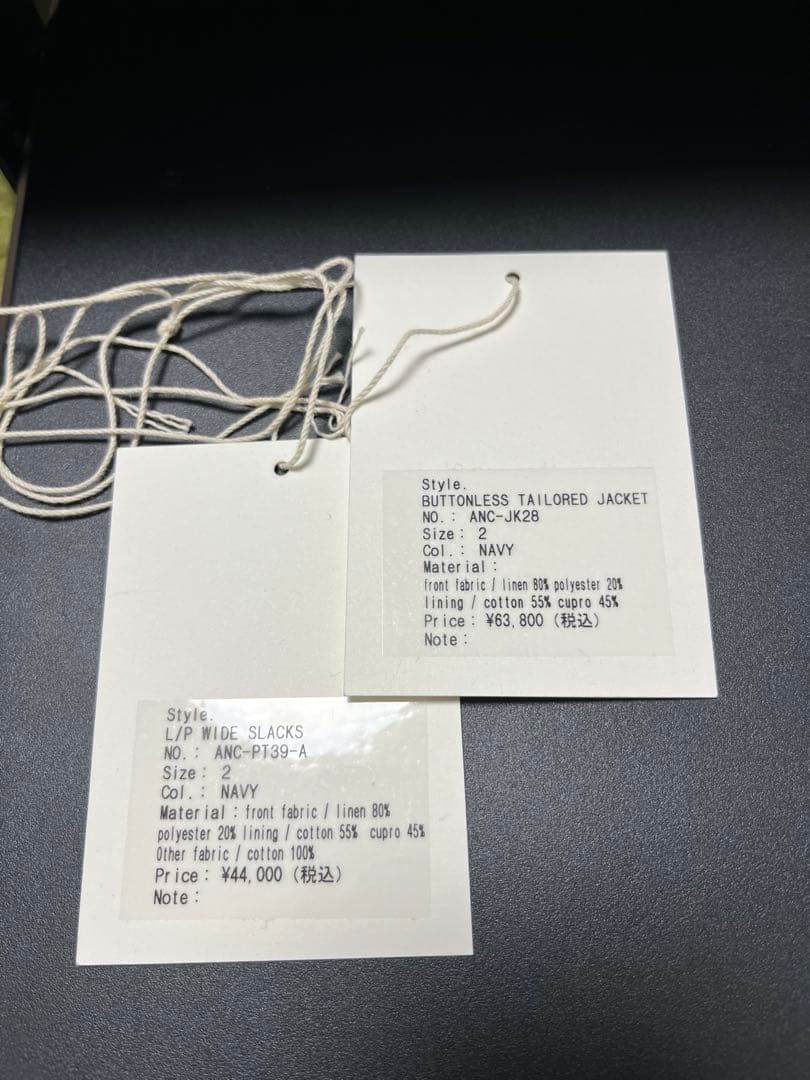 Style.
BUTTONLESS TAILORED JACKET
NO.: ANC-JK28
Size: 2
Col.: NAVY
Material:
front fabric / linen 80% polyester 20%
lining / cotton 55% cupro 45%
Price: ¥63,800 (税込)
Note:
Style.
L/P WIDE SLACKS
NO.: ANC-PT39-A
Size: 2
Col.: NAVY
Material: front fabric / linen 80%
polyester 20% lining / cotton 55% cupro 45%
Other fabric / cotton 100%
Price: ¥44,000 (税込)
Note: